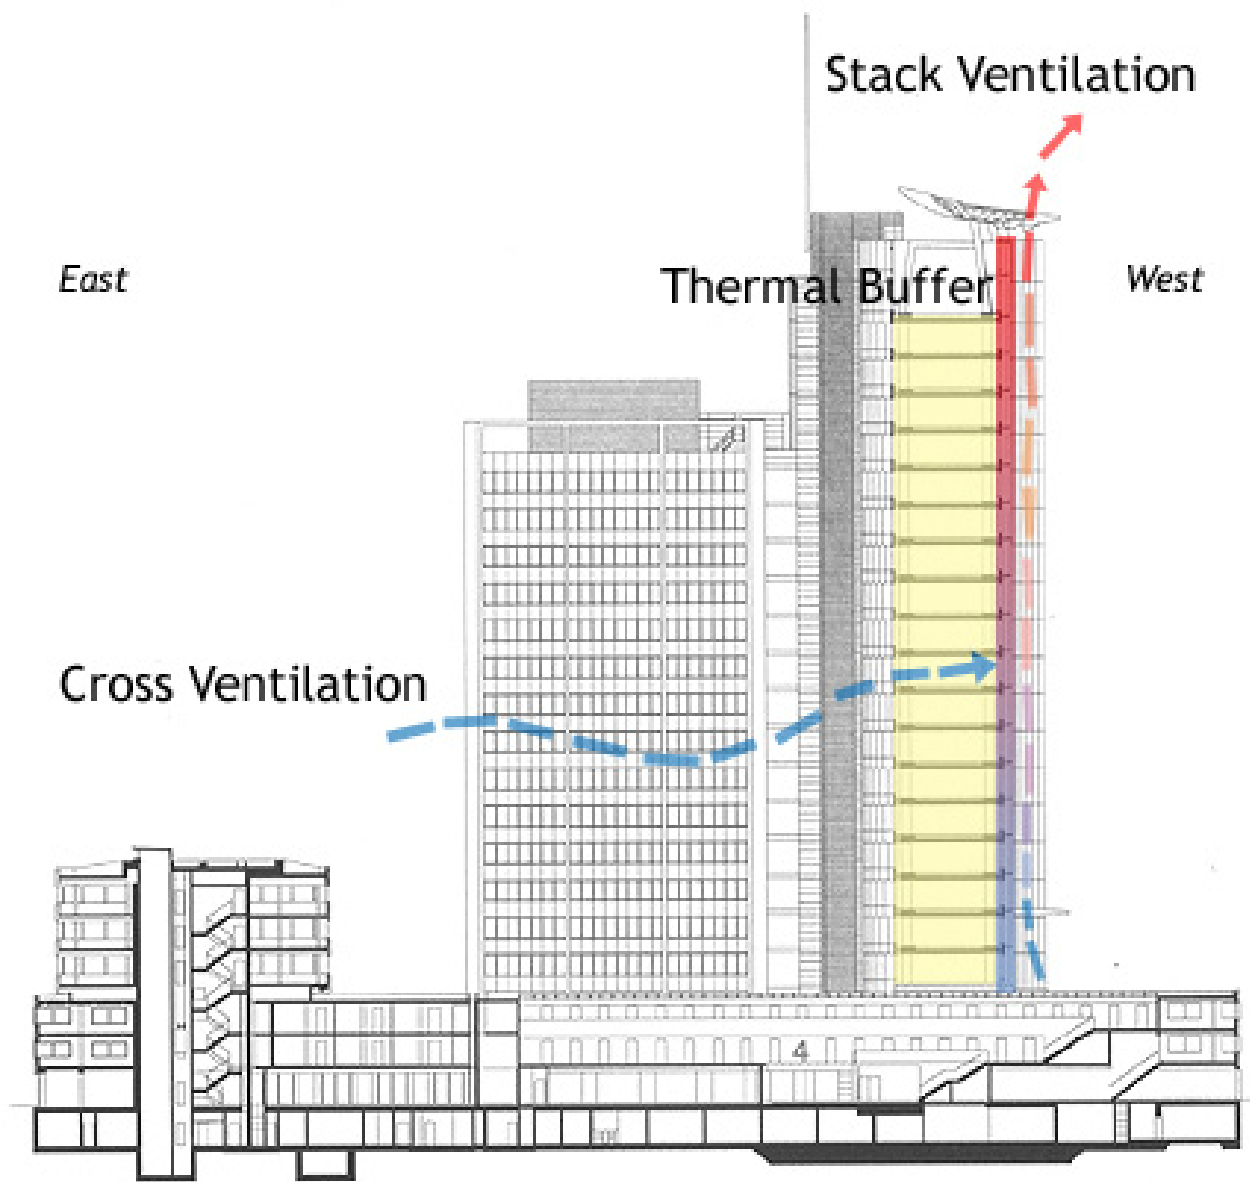 Stack Ventilation
East
Thermal Buffer
West
Cross Ventilation
4